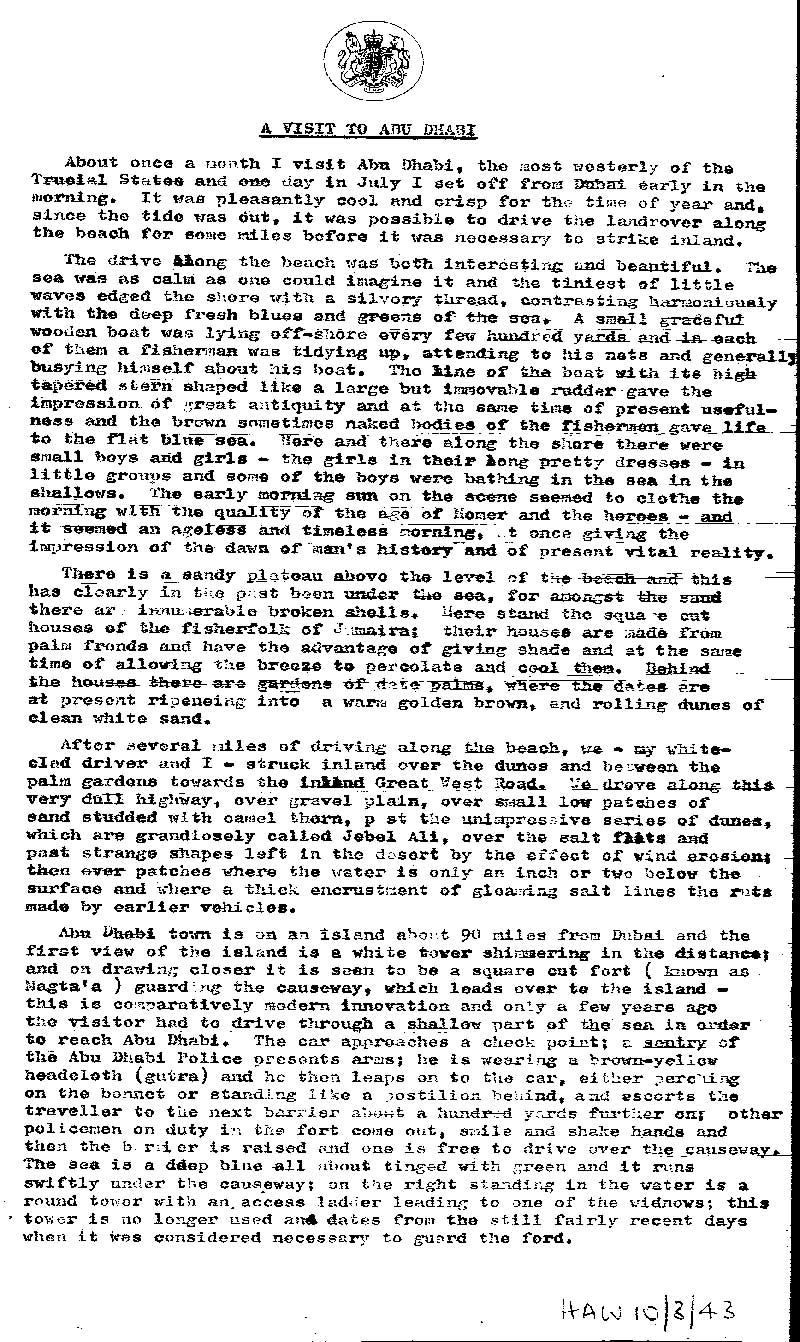 A VISIT TO ABU DHABI
About once a month I visit Abu Dhabi, the most westerly of the
Trucial States and one day in July I set off from Dubai early in the
morning. It was pleasantly cool and crisp for the time of year and,
since the tide was out, it was possible to drive the landrover along
the beach for some miles before it was necessary to strike inland.
The drive along the beach was both interesting and beautiful. The
sea was as calm as one could imagine it and the tiniest of little
waves edged the shore with a silvory thread, contrasting harmoniously
with the deep fresh blues and greens of the sea. A small graceful
wooden boat was lying off-shore every few hundred yards and in each
of them a fisherman was tidying up, attending to his nets and generally
busying himself about his boat. The line of the boat with its high
tapered stern shaped like a large but immovable rudder gave the
impression of great antiquity and at the same time of present useful-
ness and the brown sometimes naked bodies of the fishermen gave life
to the flat blue sea. Here and there along the shore there were
small boys and girls - the girls in their long pretty dresses - in
little groups and some of the boys were bathing in the sea in the
shallows. The early morning sun on the scene seemed to clothe the
morning with the quality of the age of Homer and the heroes - and
it seemed an ageless and timeless morning, .t once giving the
impression of the dawn of man's history and of present vital reality.
There is a sandy plateau above the level of the beach and this
has clearly in the past been under the sea, for amongst the sand
there ar innumerable broken shells. Here stand the square cut
houses of the fisherfolk of Jumaira; their houses are made from
palm fronds and have the advantage of giving shade and at the same
time of allowing the breeze to percolate and cool them. Behind
the houses there are gardens of date palms, where the dates are
at present ripeneing into a warm golden brown, and rolling dunes of
clean white sand.
After several miles of driving along the beach, we - my white-
clad driver and I - struck inland over the dunes and between the
palm gardens towards the inland Great West Road. We drove along this
very dull highway, over gravel plain, over small low patches of
sand studded with camel thorn, p st the unimpressive series of dunes,
which are grandiosely called Jebel Ali, over the salt flats and
past strange shapes left in the desert by the effect of wind erosion;
then over patches where the water is only an inch or two below the
surface and where a thick encrustment of gleaming salt lines the ruts
made by earlier vehicles.
Abu Dhabi town is on an island about 90 miles from Dubai and the
first view of the island is a white tower shimmering in the distance;
and on drawing closer it is seen to be a square cut fort ( known as
Magta'a ) guarding the causeway, which leads over to the island -
this is comparatively modern innovation and only a few years ago
the visitor had to drive through a shallow part of the sea in order
to reach Abu Dhabi. The car approaches a check point; a sentry of
the Abu Dhabi Police presents arms; he is wearing a brown-yellow
headcloth (gutra) and he then leaps on to the car, either perching
on the bonnet or standing like a postilion behind, and escorts the
traveller to the next barrier about a hundred yards further on; other
policemen on duty in the fort come out, smile and shake hands and
then the b rrier is raised and one is free to drive over the causeway.
The sea is a ddep blue all about tinged with green and it runs
swiftly under the causeway; on the right standing in the water is a
round tower with an access ladder leading to one of the widnows; this
tower is no longer used and dates from the still fairly recent days
when it was considered necessary to guard the ford.
HAW 10/3/43